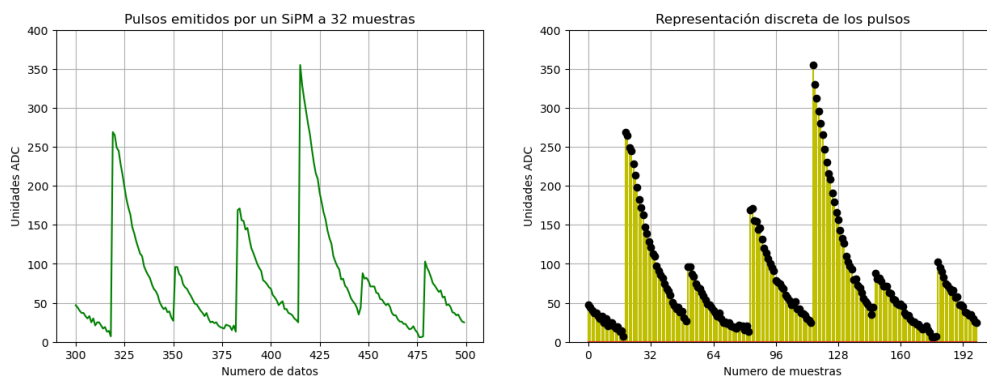 Pulsos emitidos por un SiPM a 32 muestras
Unidades ADC
400
350
300
250
200
150
100
50
0
300 325 350 375 400 425 450 475 500
Numero de datos
Representación discreta de los pulsos
Unidades ADC
400
350
300
250
200
150
100
50
0
0 32 64 96 128 160 192
Numero de muestras